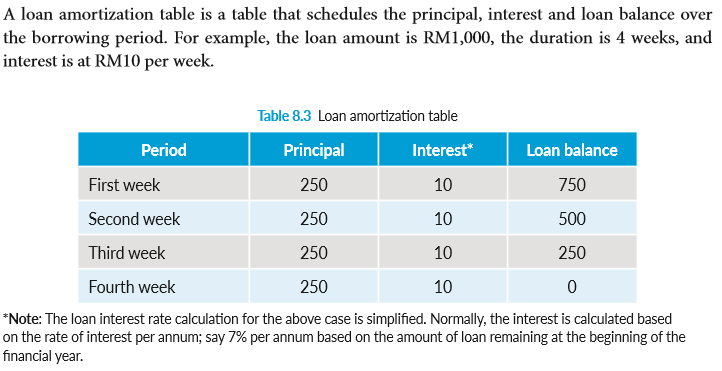 A loan amortization table is a table that schedules the principal, interest and loan balance over
the borrowing period. For example, the loan amount is RM1,000, the duration is 4 weeks, and
interest is at RM10 per week.
Table 8.3 Loan amortization table
Period Principal Interest* Loan balance
First week 250 10 750
Second week 250 10 500
Third week 250 10 250
Fourth week 250 10 0
*Note: The loan interest rate calculation for the above case is simplified. Normally, the interest is calculated based
on the rate of interest per annum; say 7% per annum based on the amount of loan remaining at the beginning of the
financial year.